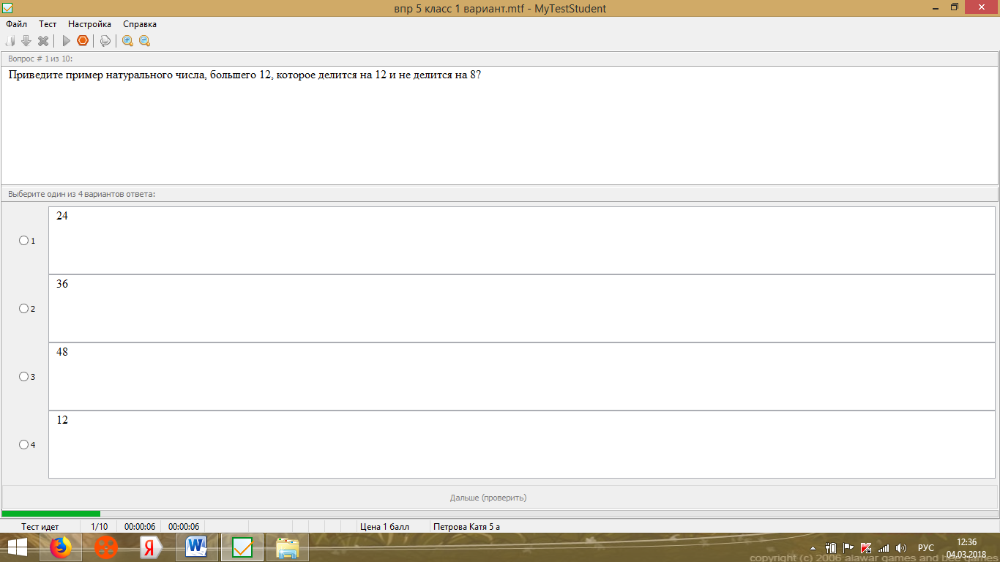 впр 5 класс 1 вариант.mtf - MyTestStudent
Файл Тест Настройка Справка
Вопрос # 1 из 10:
Приведите пример натурального числа, большего 12, которое делится на 12 и не делится на 8?
Выберите один из 4 вариантов ответа:
1 24
2 36
3 48
4 12
Дальше (проверить)
Тест идет 1/10 00:00:06 00:00:06 Цена 1 балл Петрова Катя 5 а
РУС 12:36
04.03.2018
copyright (c) 2006 alawar games and bee games